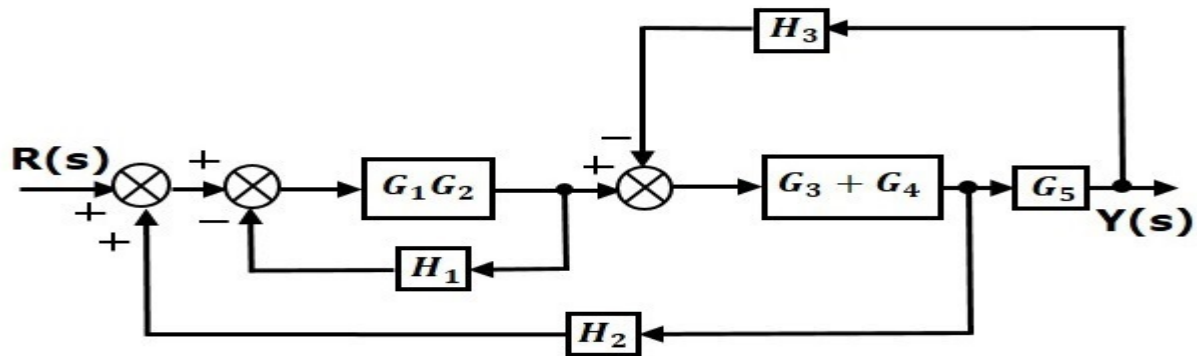 H₃
R(s)
+
+
+
+
−
G₁G₂
−
+
G₃ + G₄
G₅
Y(s)
H₁
H₂